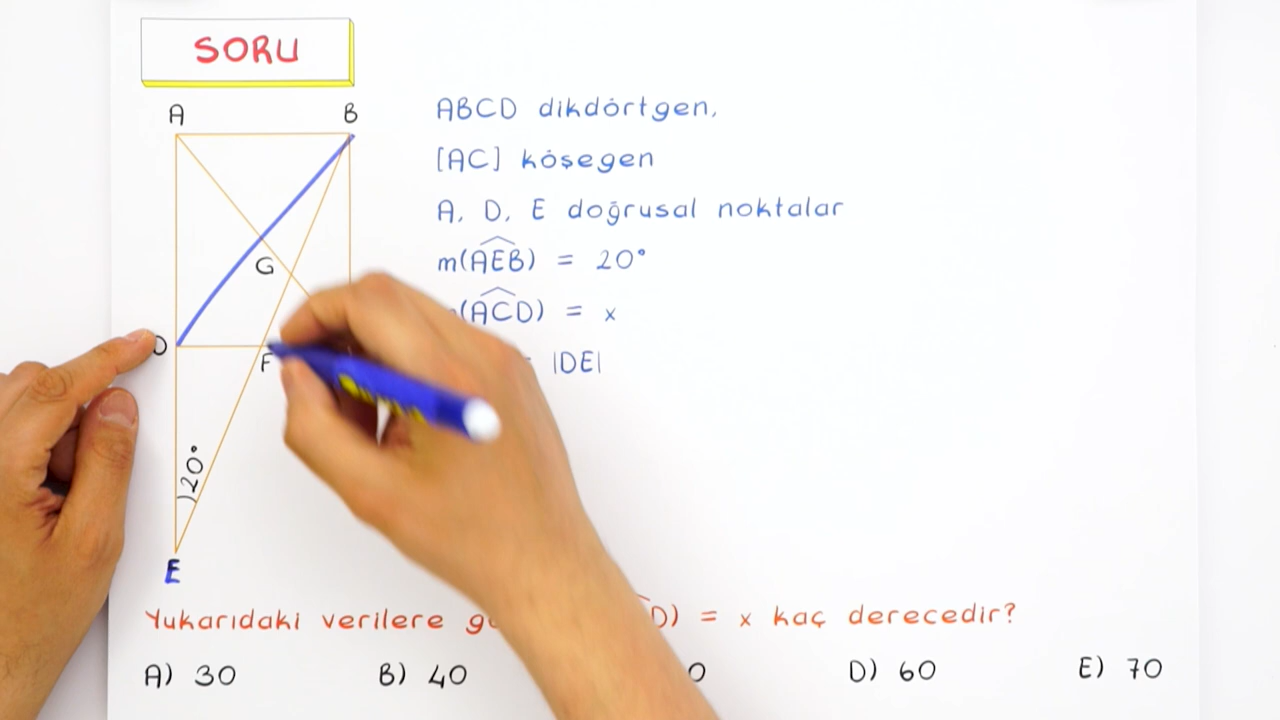 SORU
A B
ABCD dikdörtgen,
[AC] köşegen
A, D, E doğrusal noktalar
m(AEB) = 20°
(ACD) = x
|DE|
G
D F
20°
E
Yukarıdaki verilere = x kaç derecedir?
A) 30 B) 40 D) 60 E) 70